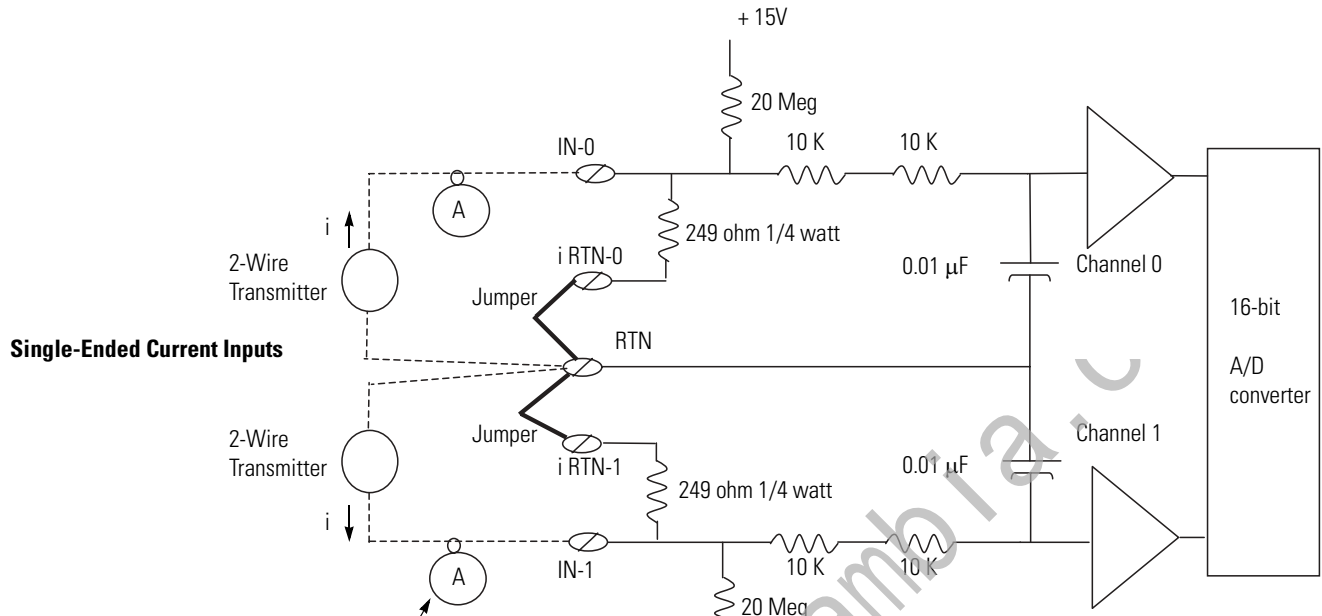 + 15V
20 Meg
10 K
10 K
IN-0
A
i
249 ohm 1/4 watt
i RTN-0
2-Wire
Transmitter
0.01 μF
Channel 0
Jumper
16-bit
A/D
converter
Single-Ended Current Inputs
RTN
Jumper
Channel 1
2-Wire
Transmitter
i RTN-1
0.01 μF
249 ohm 1/4 watt
i
IN-1
10 K
10 K
A
20 Meg